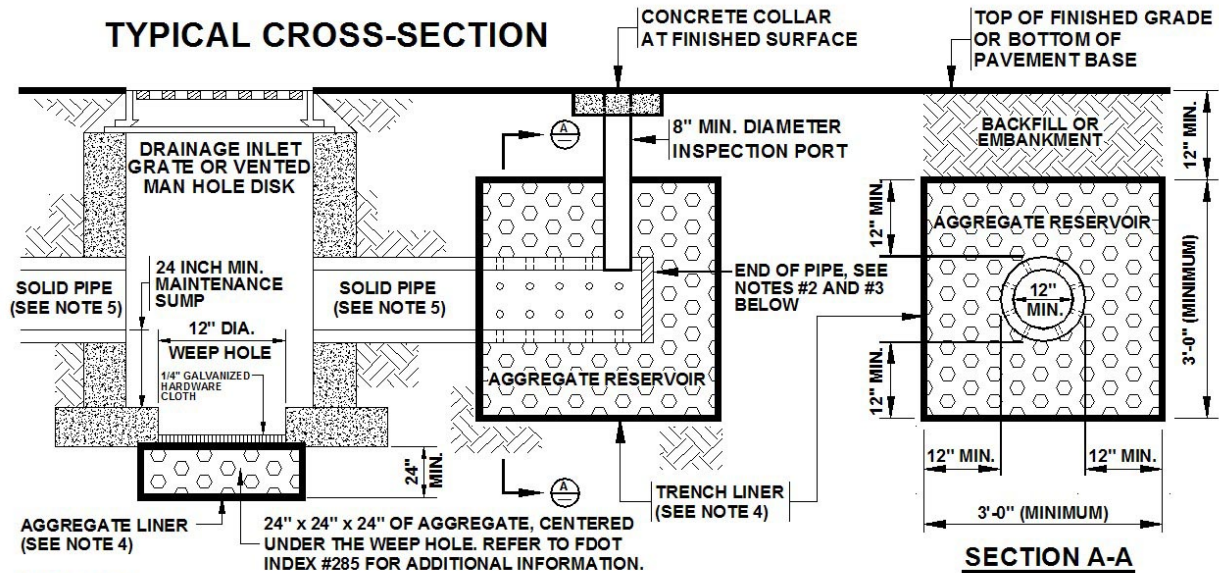 TYPICAL CROSS-SECTION
CONCRETE COLLAR
AT FINISHED SURFACE
TOP OF FINISHED GRADE
OR BOTTOM OF
PAVEMENT BASE
DRAINAGE INLET
GRATE OR VENTED
MAN HOLE DISK
A
8" MIN. DIAMETER
INSPECTION PORT
BACKFILL OR
EMBANKMENT
12" MIN.
SOLID PIPE
(SEE NOTE 5)
24 INCH MIN.
MAINTENANCE
SUMP
12" DIA.
WEEP HOLE
1/4" GALVANIZED
HARDWARE
CLOTH
SOLID PIPE
(SEE NOTE 5)
AGGREGATE RESERVOIR
END OF PIPE, SEE
NOTES #2 AND #3
BELOW
12" MIN.
AGGREGATE RESERVOIR
12"
MIN.
12" MIN.
3'-0" (MINIMUM)
24"
MIN.
A
12" MIN.
12" MIN.
3'-0" (MINIMUM)
AGGREGATE LINER
(SEE NOTE 4)
24" x 24" x 24" OF AGGREGATE, CENTERED
UNDER THE WEEP HOLE. REFER TO FDOT
INDEX #285 FOR ADDITIONAL INFORMATION.
TRENCH LINER
(SEE NOTE 4)
SECTION A-A